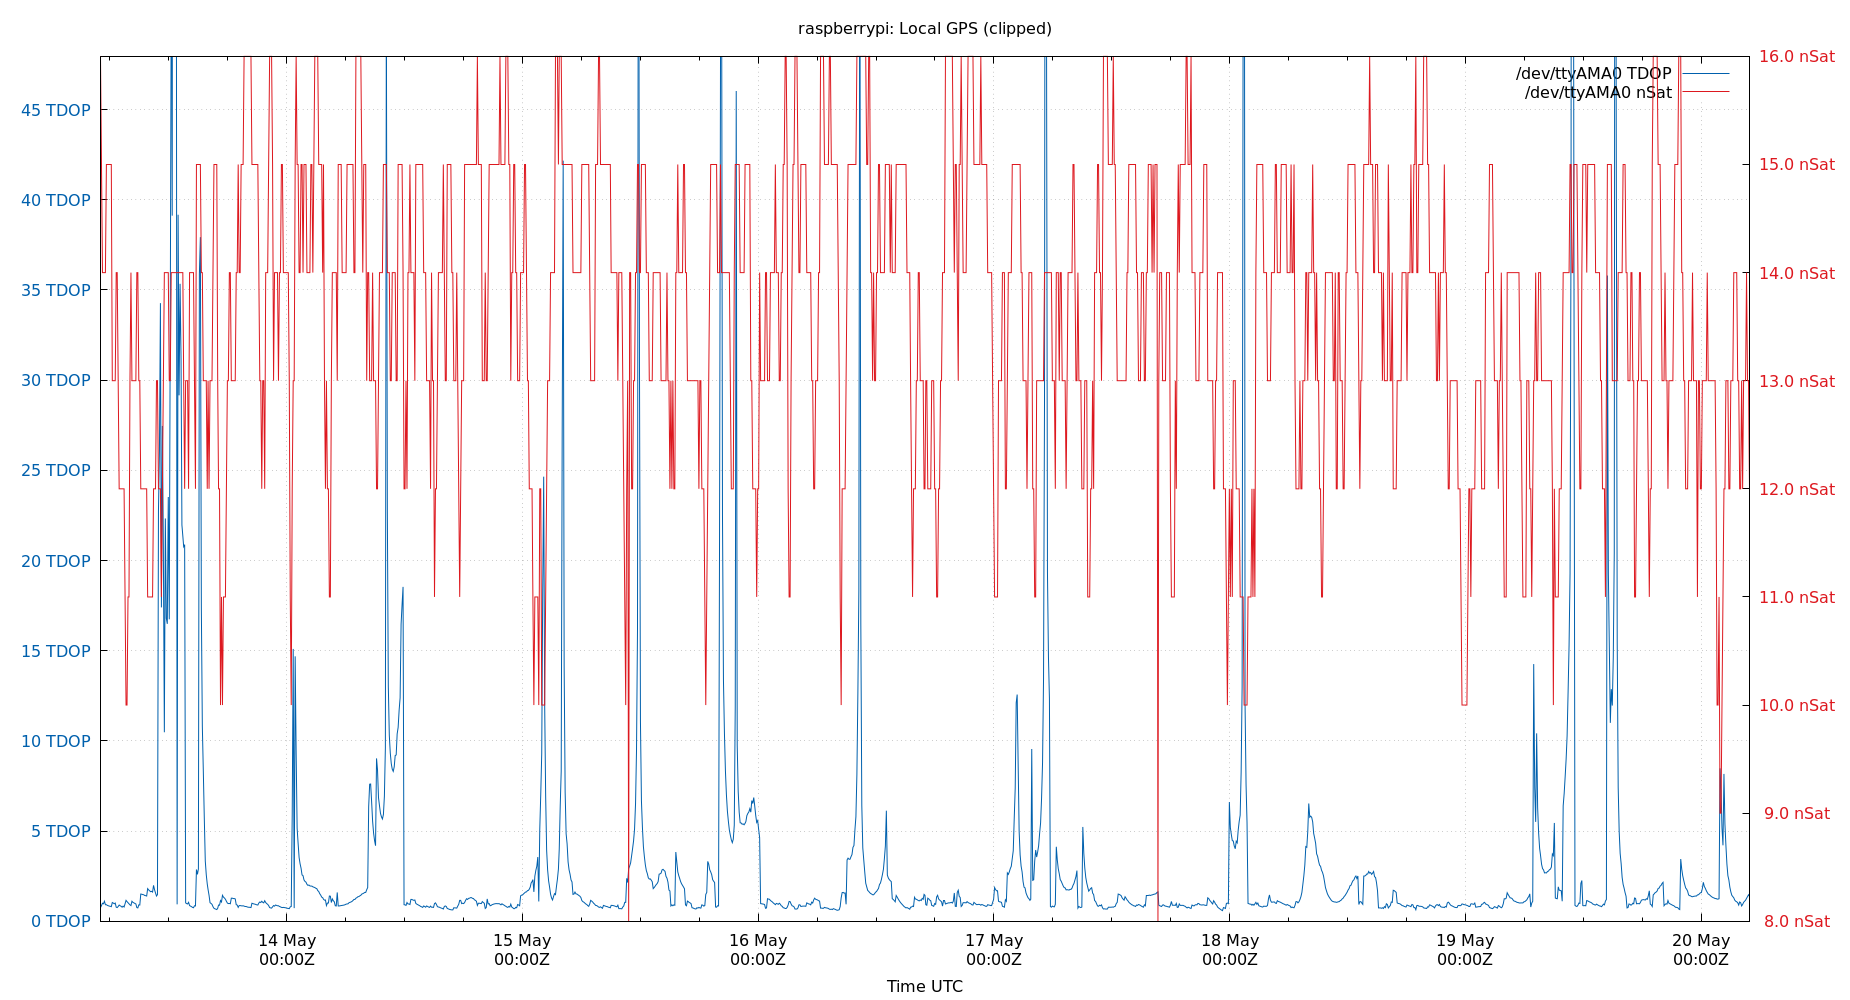 raspberrypi: Local GPS (clipped)
/dev/ttyAMA0 TDOP
/dev/ttyAMA0 nSat
45 TDOP
40 TDOP
35 TDOP
30 TDOP
25 TDOP
20 TDOP
15 TDOP
10 TDOP
5 TDOP
0 TDOP
16.0 nSat
15.0 nSat
14.0 nSat
13.0 nSat
12.0 nSat
11.0 nSat
10.0 nSat
9.0 nSat
8.0 nSat
14 May
00:00Z
15 May
00:00Z
16 May
00:00Z
17 May
00:00Z
18 May
00:00Z
19 May
00:00Z
20 May
00:00Z
Time UTC